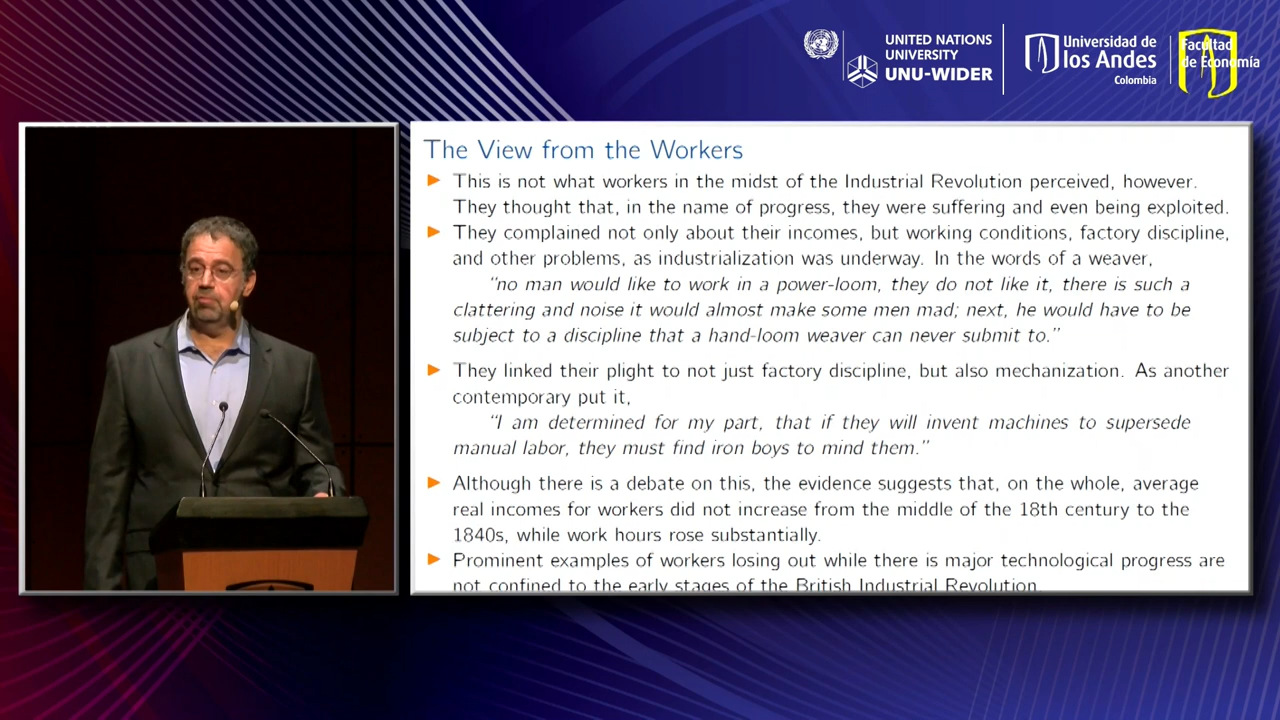 UNITED NATIONS
UNIVERSITY
UNU-WIDER
Universidad de
los Andes
Colombia
Facultad
de Economía
The View from the Workers
This is not what workers in the midst of the Industrial Revolution perceived, however.
They thought that, in the name of progress, they were suffering and even being exploited.
They complained not only about their incomes, but working conditions, factory discipline,
and other problems, as industrialization was underway. In the words of a weaver,
"no man would like to work in a power-loom, they do not like it, there is such a
clattering and noise it would almost make some men mad; next, he would have to be
subject to a discipline that a hand-loom weaver can never submit to."
They linked their plight to not just factory discipline, but also mechanization. As another
contemporary put it,
"I am determined for my part, that if they will invent machines to supersede
manual labor, they must find iron boys to mind them."
Although there is a debate on this, the evidence suggests that, on the whole, average
real incomes for workers did not increase from the middle of the 18th century to the
1840s, while work hours rose substantially.
Prominent examples of workers losing out while there is major technological progress are
not confined to the early stages of the British Industrial Revolution.